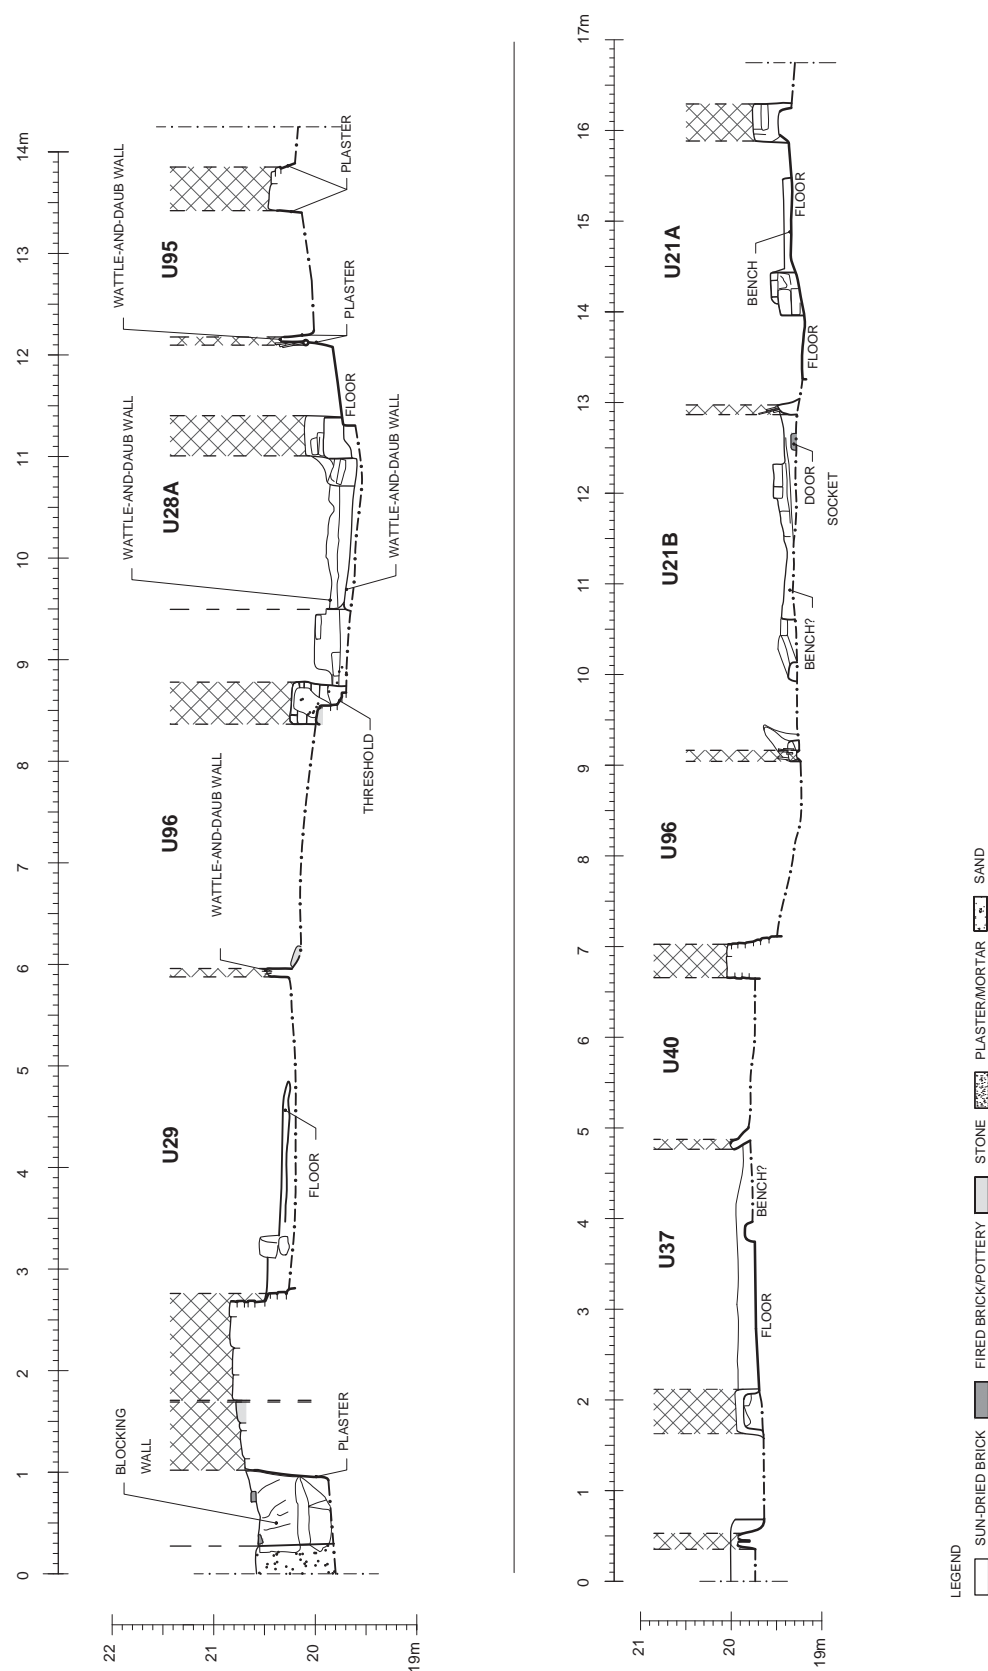 14m
13
12
11
10
9
8
7
6
5
4
3
2
1
0
22
21
20
19m
U95
U28A
U96
U29
WATTLE-AND-DAUB WALL
PLASTER
PLASTER
WATTLE-AND-DAUB WALL
FLOOR
WATTLE-AND-DAUB WALL
THRESHOLD
WATTLE-AND-DAUB WALL
FLOOR
BLOCKING
WALL
PLASTER
17m
16
15
14
13
12
11
10
9
8
7
6
5
4
3
2
1
0
21
20
19m
U21A
U21B
U96
U40
U37
BENCH
FLOOR
FLOOR
DOOR
SOCKET
BENCH?
BENCH?
FLOOR
LEGEND
SUN-DRIED BRICK FIRED BRICK/POTTERY STONE PLASTER/MORTAR SAND